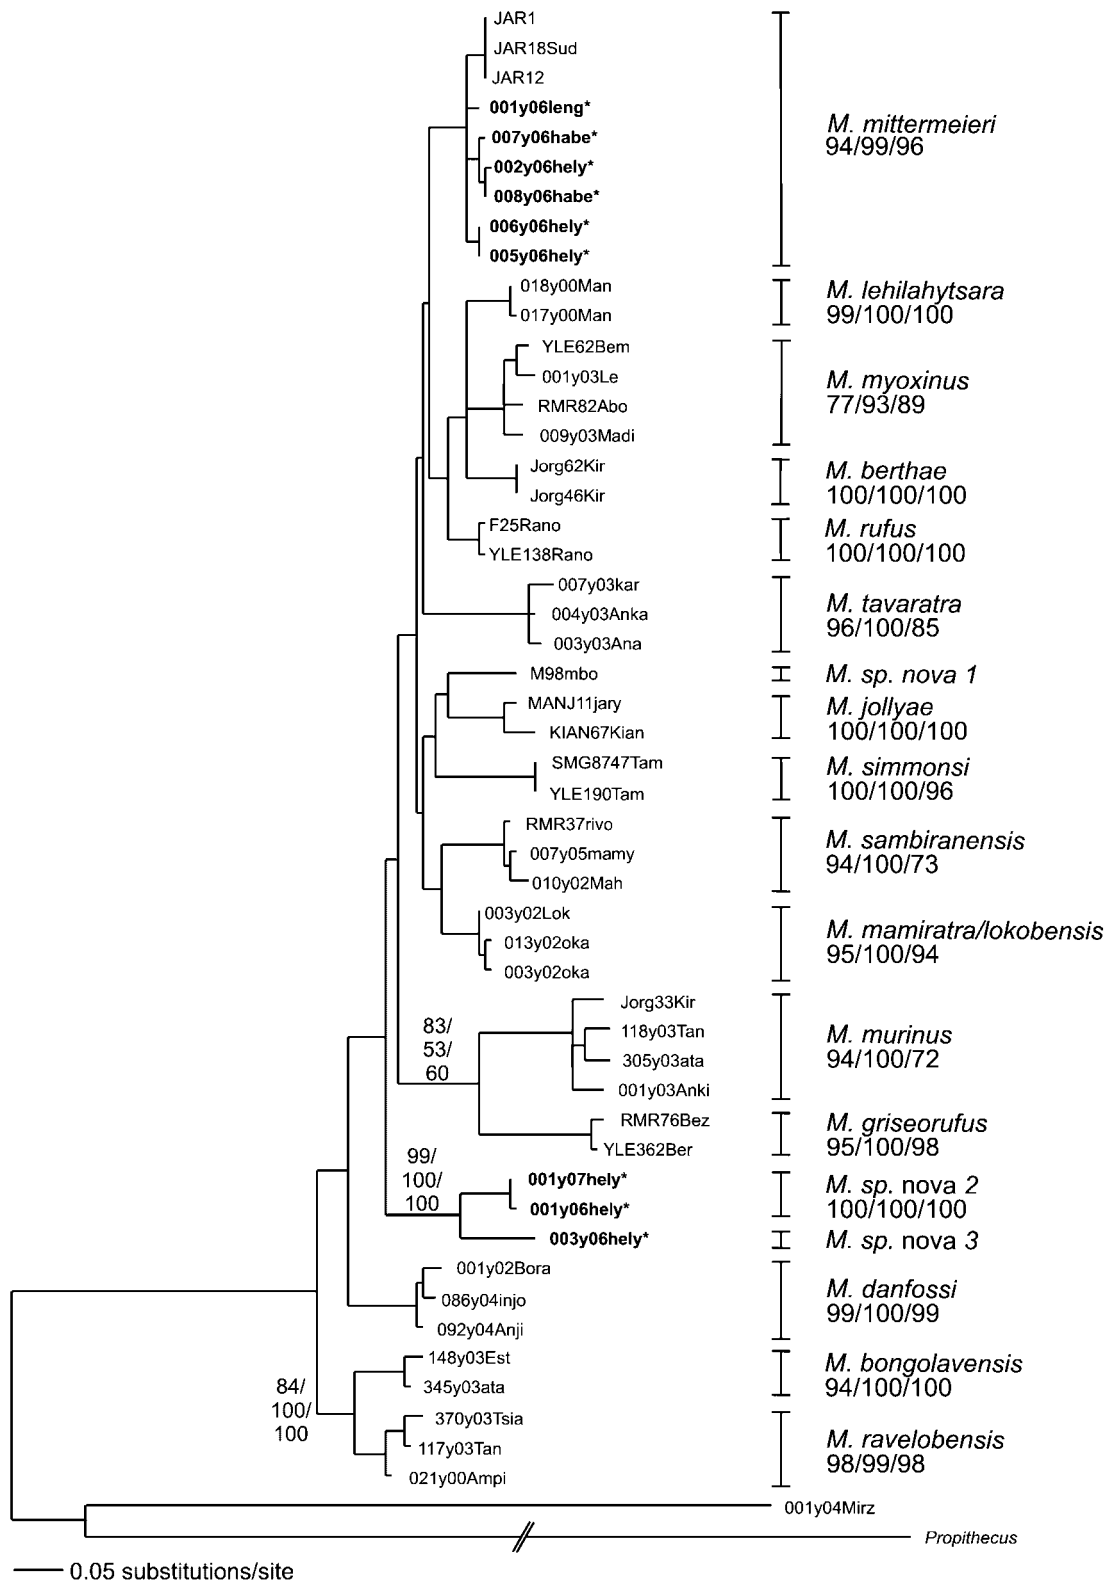 JAR1
JAR18Sud
JAR12
001y06leng*
007y06habe*
002y06hely*
008y06habe*
006y06hely*
005y06hely*
M. mittermeieri
94/99/96
018y00Man
017y00Man
M. lehilahytsara
99/100/100
YLE62Bem
001y03Le
RMR82Abo
009y03Madi
M. myoxinus
77/93/89
Jorg62Kir
Jorg46Kir
M. berthae
100/100/100
F25Rano
YLE138Rano
M. rufus
100/100/100
007y03kar
004y03Anka
003y03Ana
M. tavaratra
96/100/85
M98mbo
M. sp. nova 1
MANJ11jary
KIAN67Kian
M. jollyae
100/100/100
SMG8747Tam
YLE190Tam
M. simmonsi
100/100/96
RMR37rivo
007y05mamy
010y02Mah
M. sambiranensis
94/100/73
003y02Lok
013y02oka
003y02oka
M. mamiratra/lokobensis
95/100/94
83/
53/
60
Jorg33Kir
118y03Tan
305y03ata
001y03Anki
M. murinus
94/100/72
RMR76Bez
YLE362Ber
M. griseorufus
95/100/98
99/
100/
100
001y07hely*
001y06hely*
M. sp. nova 2
100/100/100
003y06hely*
M. sp. nova 3
001y02Bora
086y04injo
092y04Anji
M. danfossi
99/100/99
84/
100/
100
148y03Est
345y03ata
M. bongolavensis
94/100/100
370y03Tsia
117y03Tan
021y00Ampi
M. ravelobensis
98/99/98
001y04Mirz
Propithecus
0.05 substitutions/site